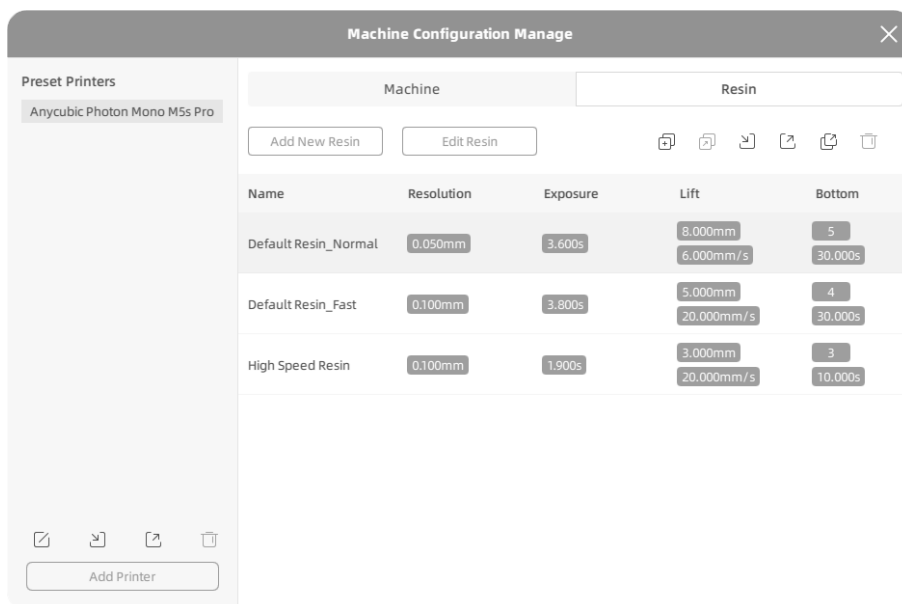 Machine Configuration Manage
Preset Printers
Anycubic Photon Mono M5s Pro
Add Printer
Machine
Resin
Add New Resin
Edit Resin
Name Resolution Exposure Lift Bottom
Default Resin_Normal 0.050mm 3.600s 8.000mm 5
6.000mm/s 30.000s
Default Resin_Fast 0.100mm 3.800s 5.000mm 4
20.000mm/s 30.000s
High Speed Resin 0.100mm 1.900s 3.000mm 3
20.000mm/s 10.000s